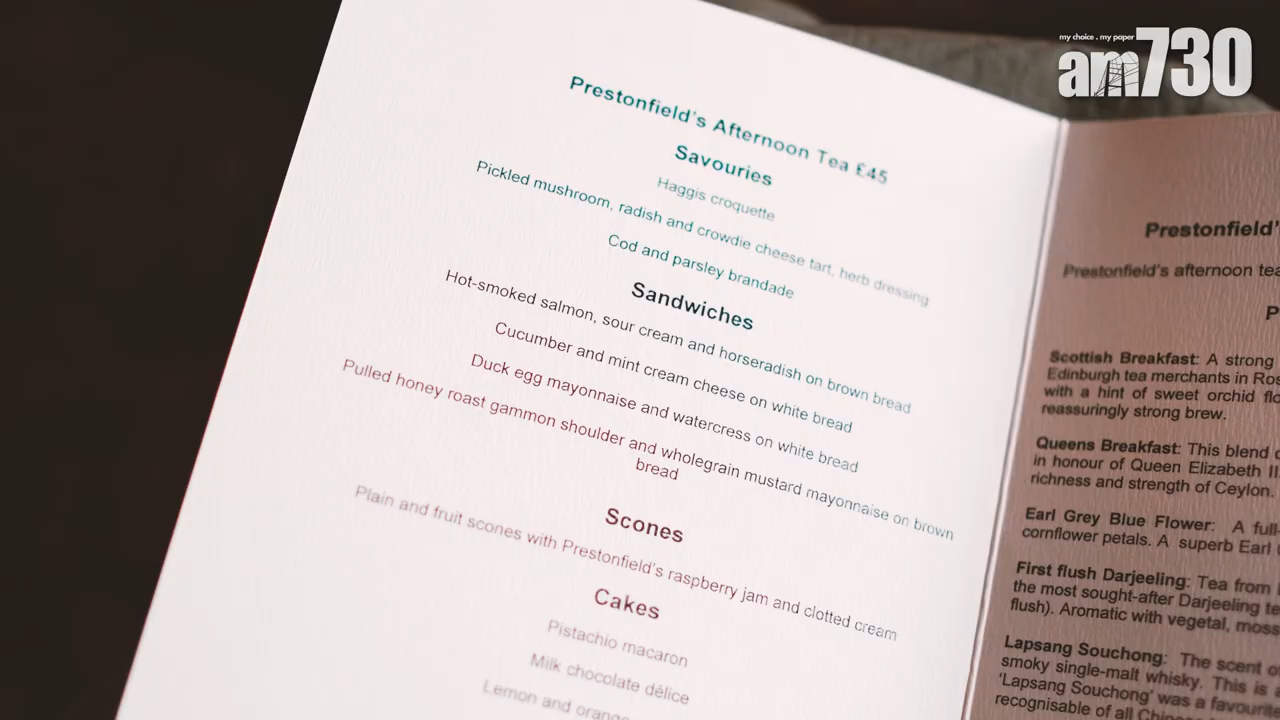 my choice . my paper
am730
Prestonfield's Afternoon Tea £45
Savouries
Haggis croquette
Pickled mushroom, radish and crowdie cheese tart, herb dressing
Cod and parsley brandade
Sandwiches
Hot-smoked salmon, sour cream and horseradish on brown bread
Cucumber and mint cream cheese on white bread
Duck egg mayonnaise and watercress on white bread
Pulled honey roast gammon shoulder and wholegrain mustard mayonnaise on brown
bread
Scones
Plain and fruit scones with Prestonfield's raspberry jam and clotted cream
Cakes
Pistachio macaron
Milk chocolate délice
Lemon and orange
Prestonfield'
Prestonfield's afternoon tea
P
Scottish Breakfast: A strong
Edinburgh tea merchants in Ros
with a hint of sweet orchid flo
reassuringly strong brew.
Queens Breakfast: This blend
in honour of Queen Elizabeth II
richness and strength of Ceylon.
Earl Grey Blue Flower: A full-
cornflower petals. A superb Earl
First flush Darjeeling: Tea from
the most sought-after Darjeeling te
flush). Aromatic with vegetal, moss
Lapsang Souchong: The scent of
smoky single-malt whisky. This is
'Lapsang Souchong' was a favourite
recognisable of all Chin